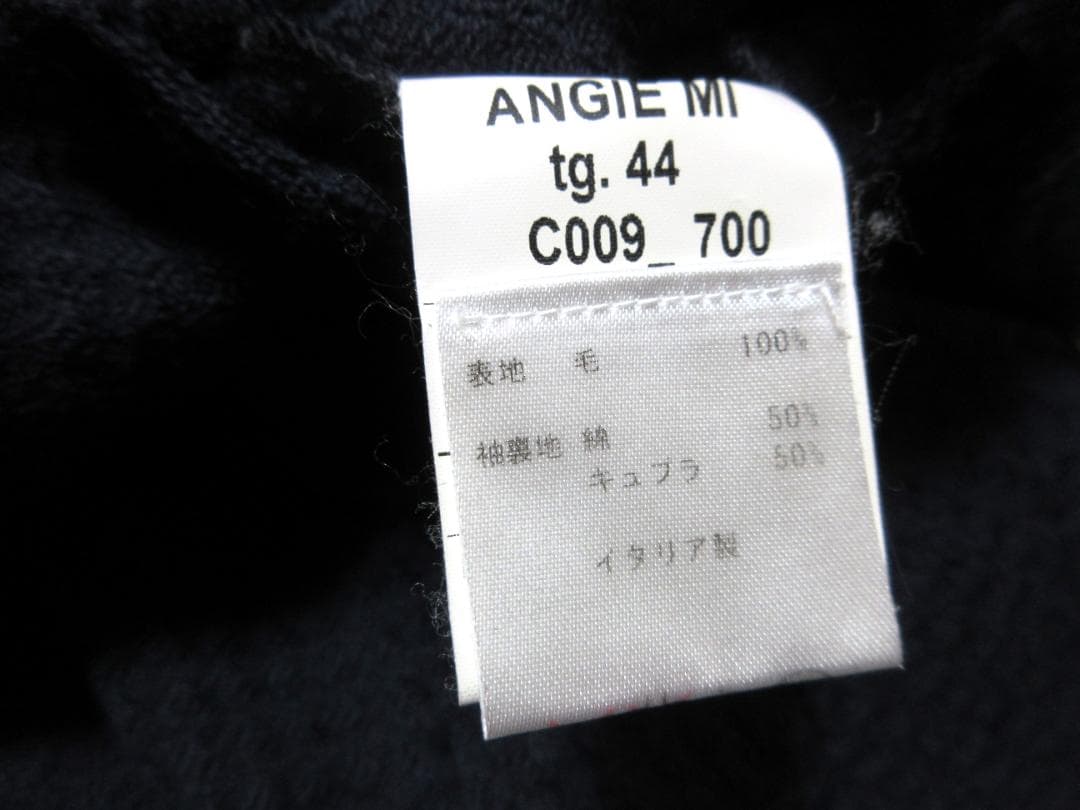 ANGIE MI
tg. 44
C009_ 700
表地 毛 100%
袖裏地 綿 50%
キュプラ 50%
イタリア製